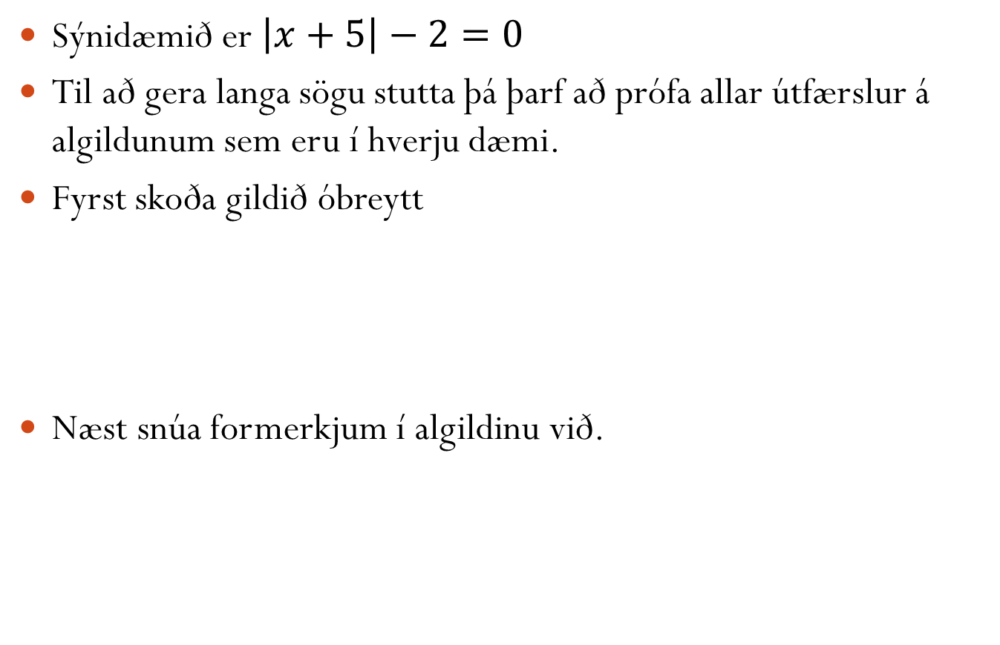 • Sýnidæmið er |x + 5| − 2 = 0
• Til að gera langa sögu stutta þá þarf að prófa allar útfærslur á
algildunum sem eru í hverju dæmi.
• Fyrst skoða gildið óbreytt
• Næst snúa formerkjum í algildinu við.